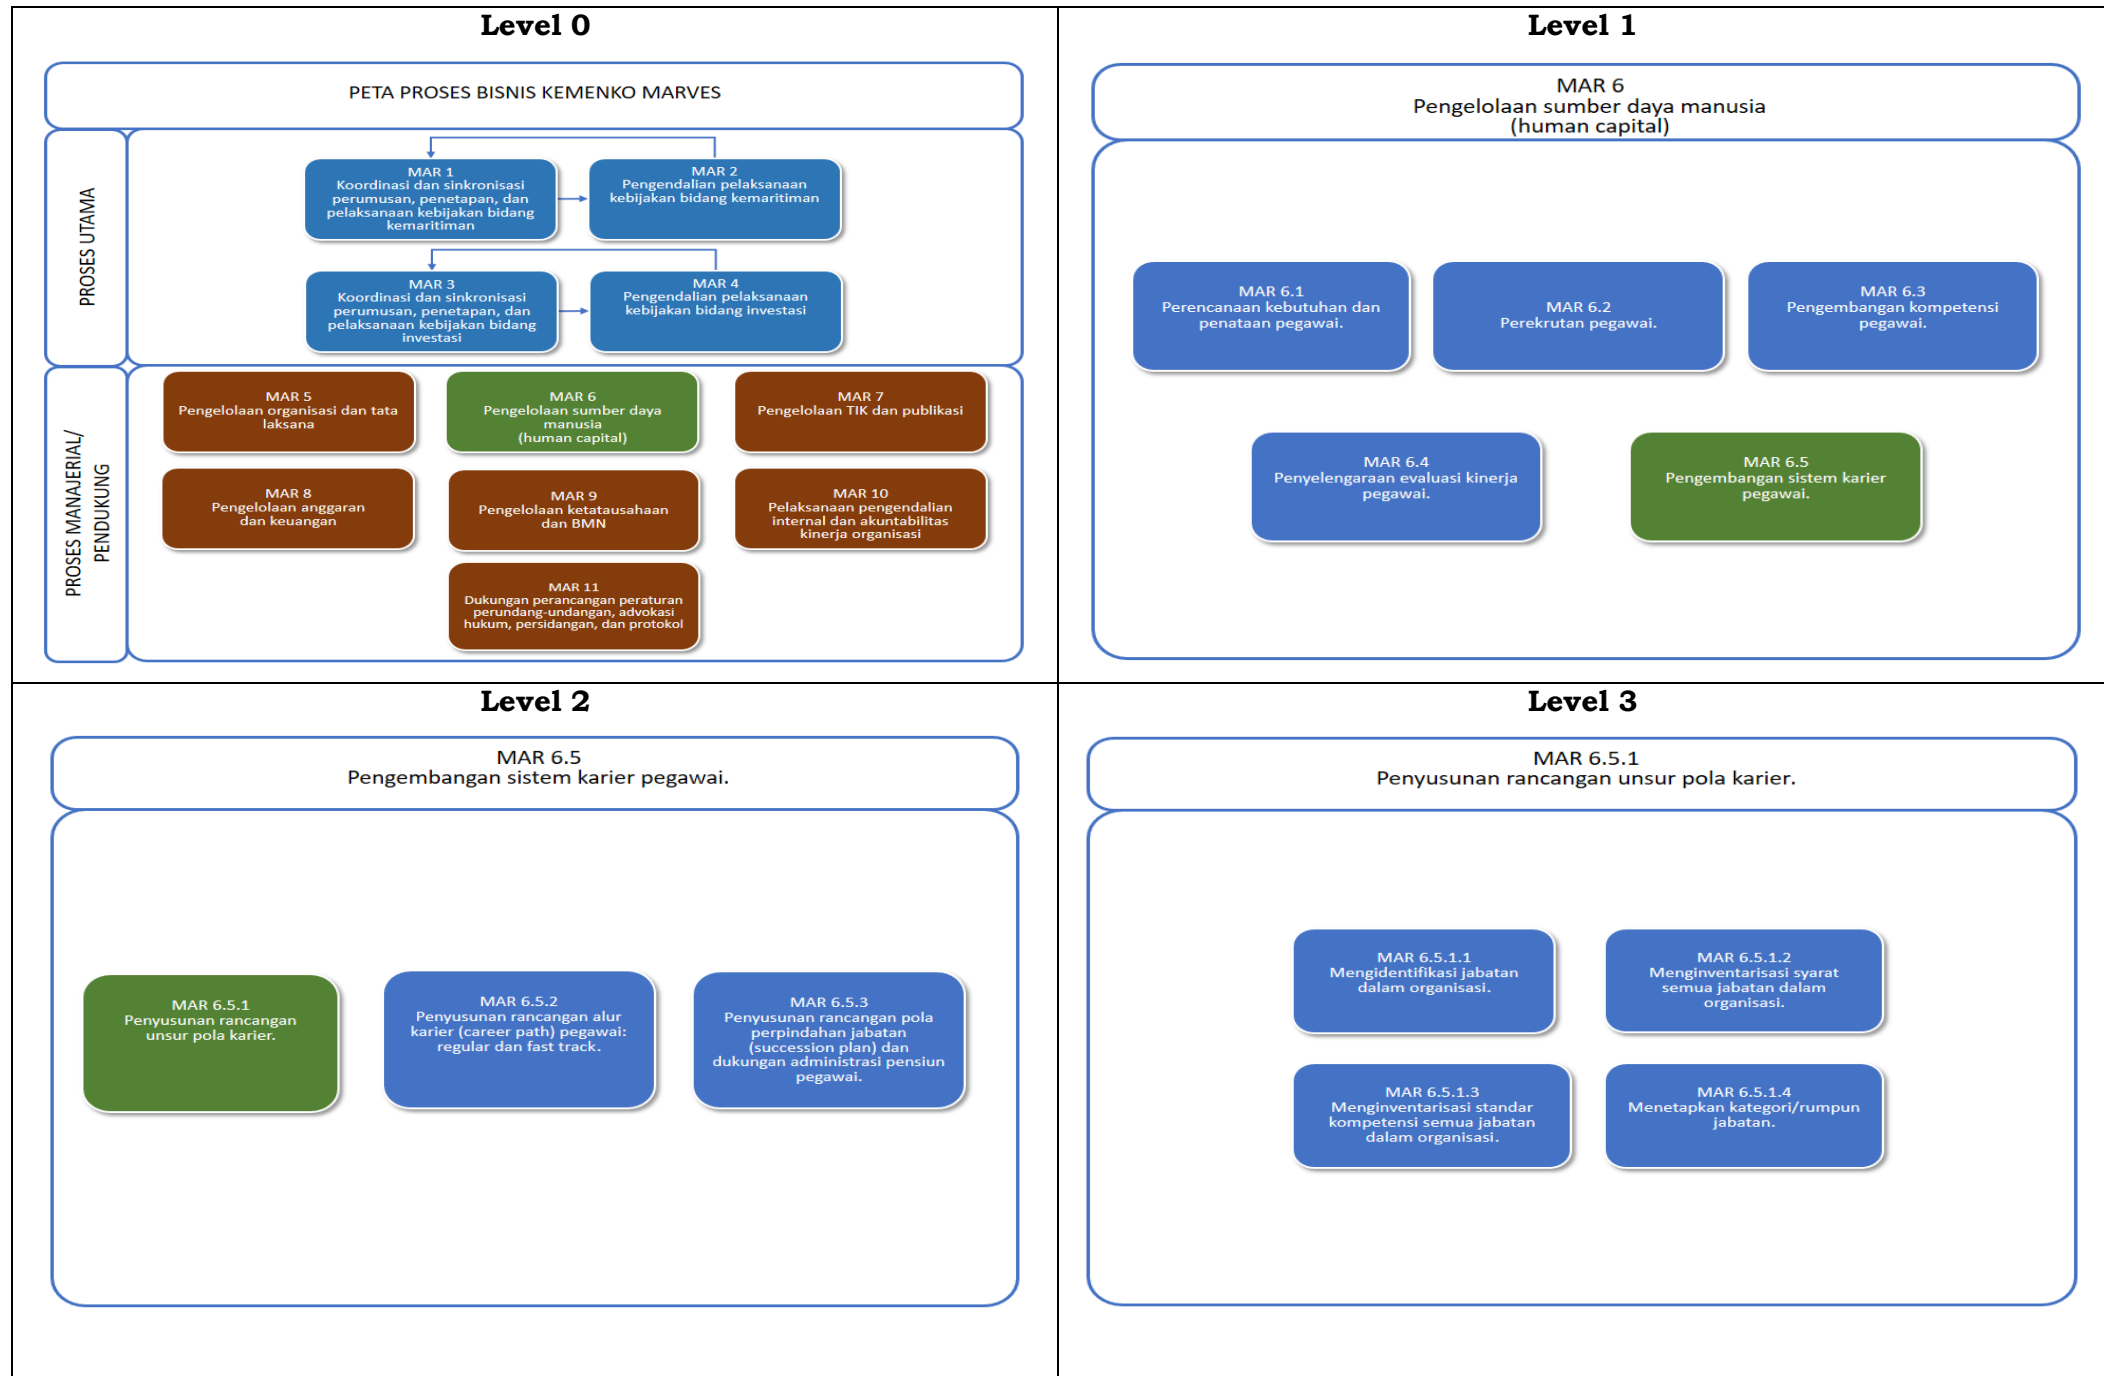 Level 0
PETA PROSES BISNIS KEMENKO MARVES
PROSES UTAMA
MAR 1
Koordinasi dan sinkronisasi
perumusan, penetapan, dan
pelaksanaan kebijakan bidang
kemaritiman
MAR 2
Pengendalian pelaksanaan
kebijakan bidang kemaritiman
MAR 3
Koordinasi dan sinkronisasi
perumusan, penetapan, dan
pelaksanaan kebijakan bidang
investasi
MAR 4
Pengendalian pelaksanaan
kebijakan bidang investasi
PROSES MANAJERIAL/
PENDUKUNG
MAR 5
Pengelolaan organisasi dan tata
laksana
MAR 6
Pengelolaan sumber daya
manusia
(human capital)
MAR 7
Pengelolaan TIK dan publikasi
MAR 8
Pengelolaan anggaran
dan keuangan
MAR 9
Pengelolaan ketatausahaan
dan BMN
MAR 10
Pelaksanaan pengendalian
internal dan akuntabilitas
kinerja organisasi
MAR 11
Dukungan perancangan peraturan
perundang-undangan, advokasi
hukum, persidangan, dan protokol
Level 1
MAR 6
Pengelolaan sumber daya manusia
(human capital)
MAR 6.1
Perencanaan kebutuhan dan
penataan pegawai.
MAR 6.2
Perekrutan pegawai.
MAR 6.3
Pengembangan kompetensi
pegawai.
MAR 6.4
Penyelengaraan evaluasi kinerja
pegawai.
MAR 6.5
Pengembangan sistem karier
pegawai.
Level 2
MAR 6.5
Pengembangan sistem karier pegawai.
MAR 6.5.1
Penyusunan rancangan
unsur pola karier.
MAR 6.5.2
Penyusunan rancangan alur
karier (career path) pegawai:
regular dan fast track.
MAR 6.5.3
Penyusunan rancangan pola
perpindahan jabatan
(succession plan) dan
dukungan administrasi pensiun
pegawai.
Level 3
MAR 6.5.1
Penyusunan rancangan unsur pola karier.
MAR 6.5.1.1
Mengidentifikasi jabatan
dalam organisasi.
MAR 6.5.1.2
Menginventarisasi syarat
semua jabatan dalam
organisasi.
MAR 6.5.1.3
Menginventarisasi standar
kompetensi semua jabatan
dalam organisasi.
MAR 6.5.1.4
Menetapkan kategori/rumpun
jabatan.